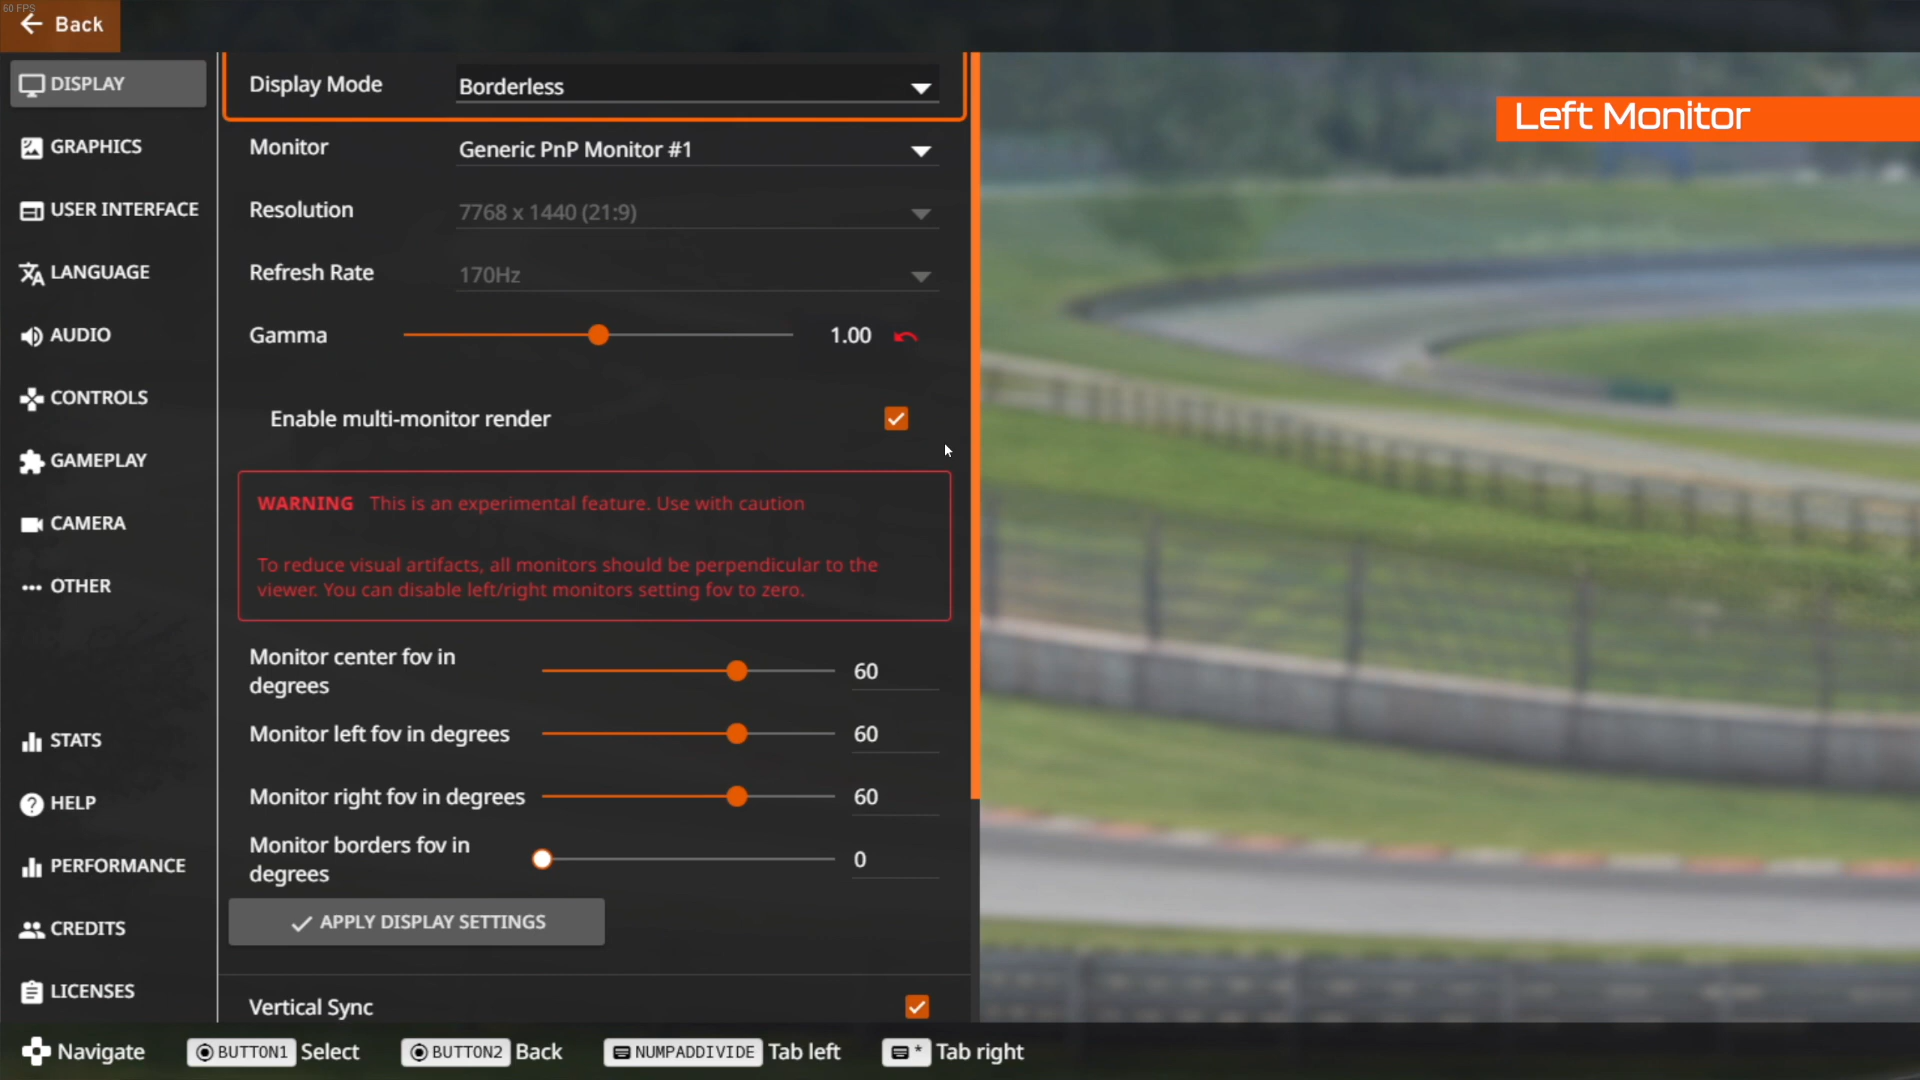 60 FPS
Back
DISPLAY
GRAPHICS
USER INTERFACE
LANGUAGE
AUDIO
CONTROLS
GAMEPLAY
CAMERA
OTHER
STATS
HELP
PERFORMANCE
CREDITS
LICENSES
Display Mode Borderless
Monitor Generic PnP Monitor #1
Resolution 7768 x 1440 (21:9)
Refresh Rate 170Hz
Gamma 1.00
Enable multi-monitor render
WARNING This is an experimental feature. Use with caution
To reduce visual artifacts, all monitors should be perpendicular to the
viewer. You can disable left/right monitors setting fov to zero.
Monitor center fov in
degrees 60
Monitor left fov in degrees 60
Monitor right fov in degrees 60
Monitor borders fov in
degrees 0
APPLY DISPLAY SETTINGS
Vertical Sync
Left Monitor
Navigate BUTTON1 Select BUTTON2 Back NUMPADDIVIDE Tab left * Tab right